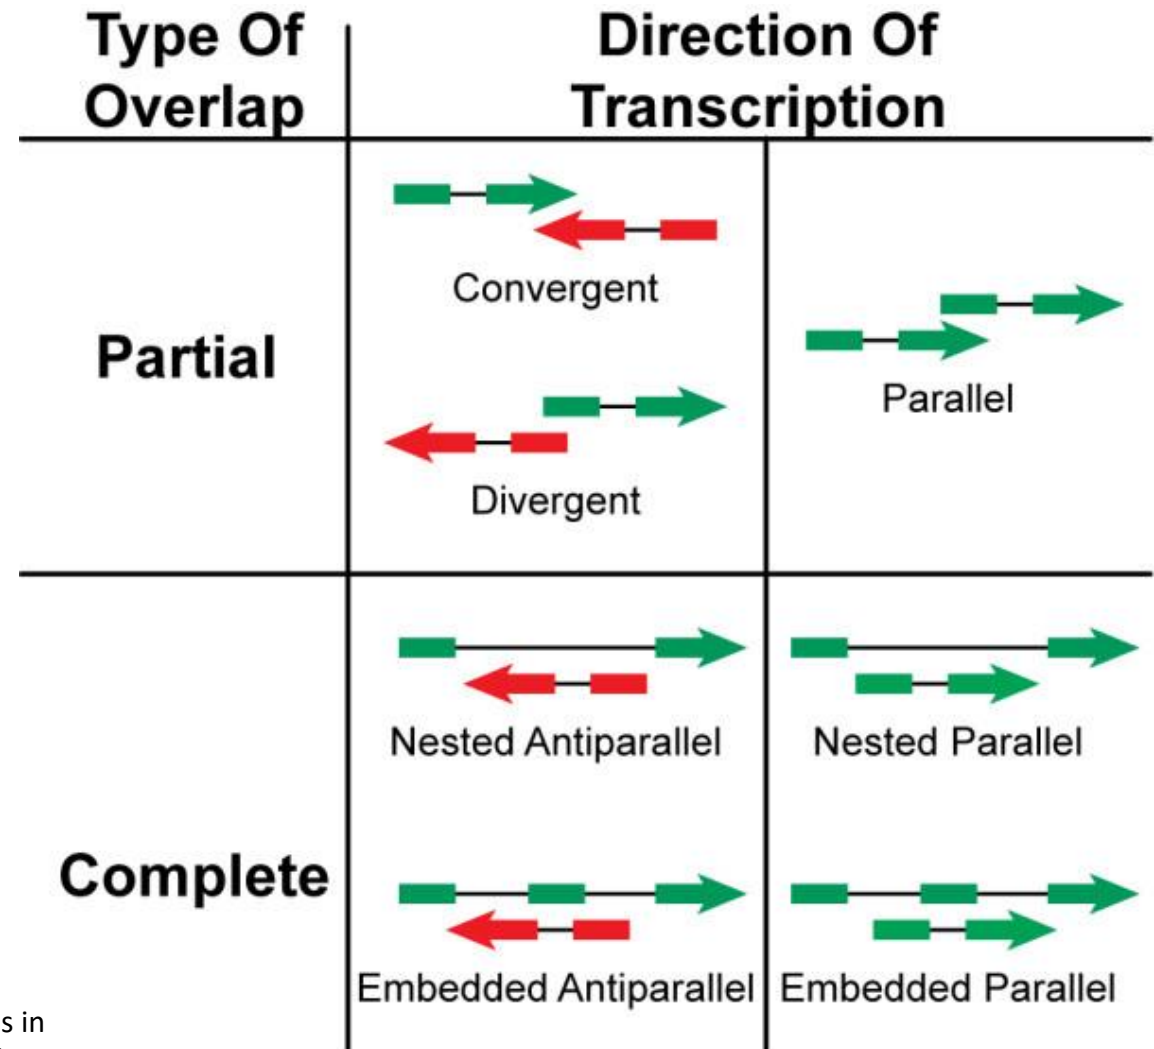 Type Of
Overlap
Direction Of
Transcription
Partial
Convergent
Divergent
Parallel
Complete
Nested Antiparallel
Nested Parallel
Embedded Antiparallel
Embedded Parallel
s in